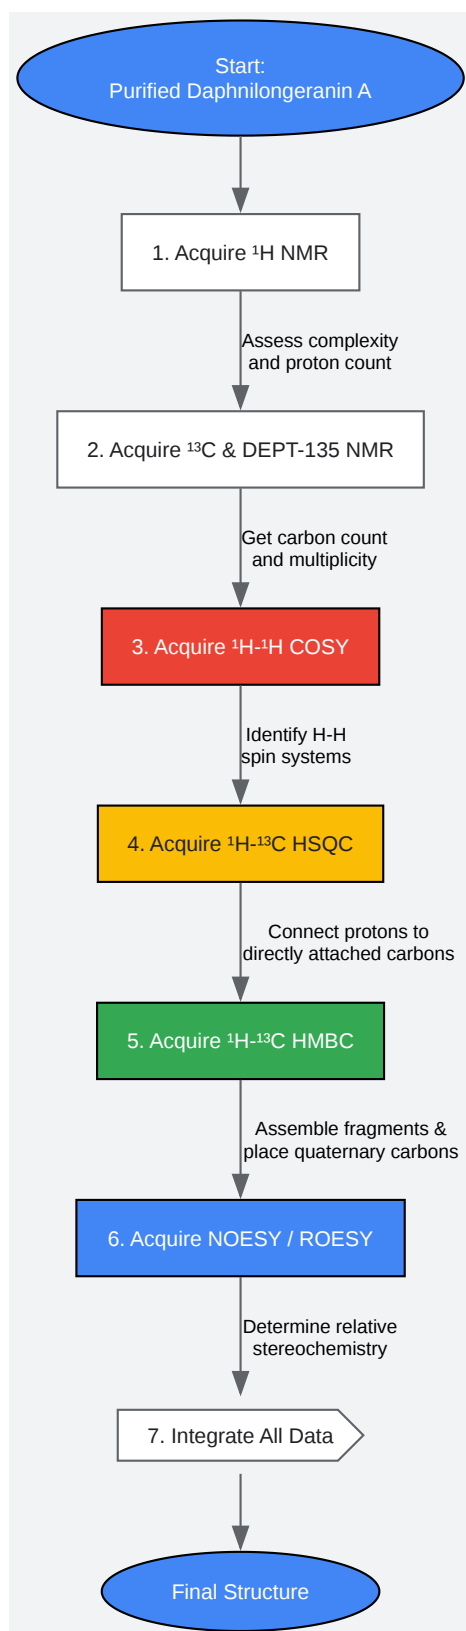 Start:
Purified Daphnilongeranin A
1. Acquire ¹H NMR
Assess complexity
and proton count
2. Acquire ¹³C & DEPT-135 NMR
Get carbon count
and multiplicity
3. Acquire ¹H-¹H COSY
Identify H-H
spin systems
4. Acquire ¹H-¹³C HSQC
Connect protons to
directly attached carbons
5. Acquire ¹H-¹³C HMBC
Assemble fragments &
place quaternary carbons
6. Acquire NOESY / ROESY
Determine relative
stereochemistry
7. Integrate All Data
Final Structure